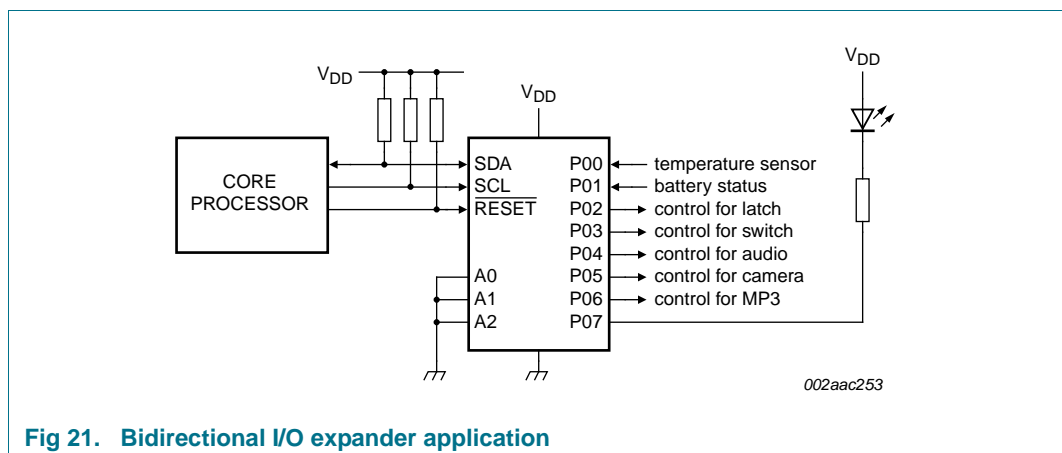 VDD
VDD
VDD
CORE
PROCESSOR
SDA
SCL
RESET
A0
A1
A2
P00
P01
P02
P03
P04
P05
P06
P07
temperature sensor
battery status
control for latch
control for switch
control for audio
control for camera
control for MP3
002aac253
Fig 21. Bidirectional I/O expander application